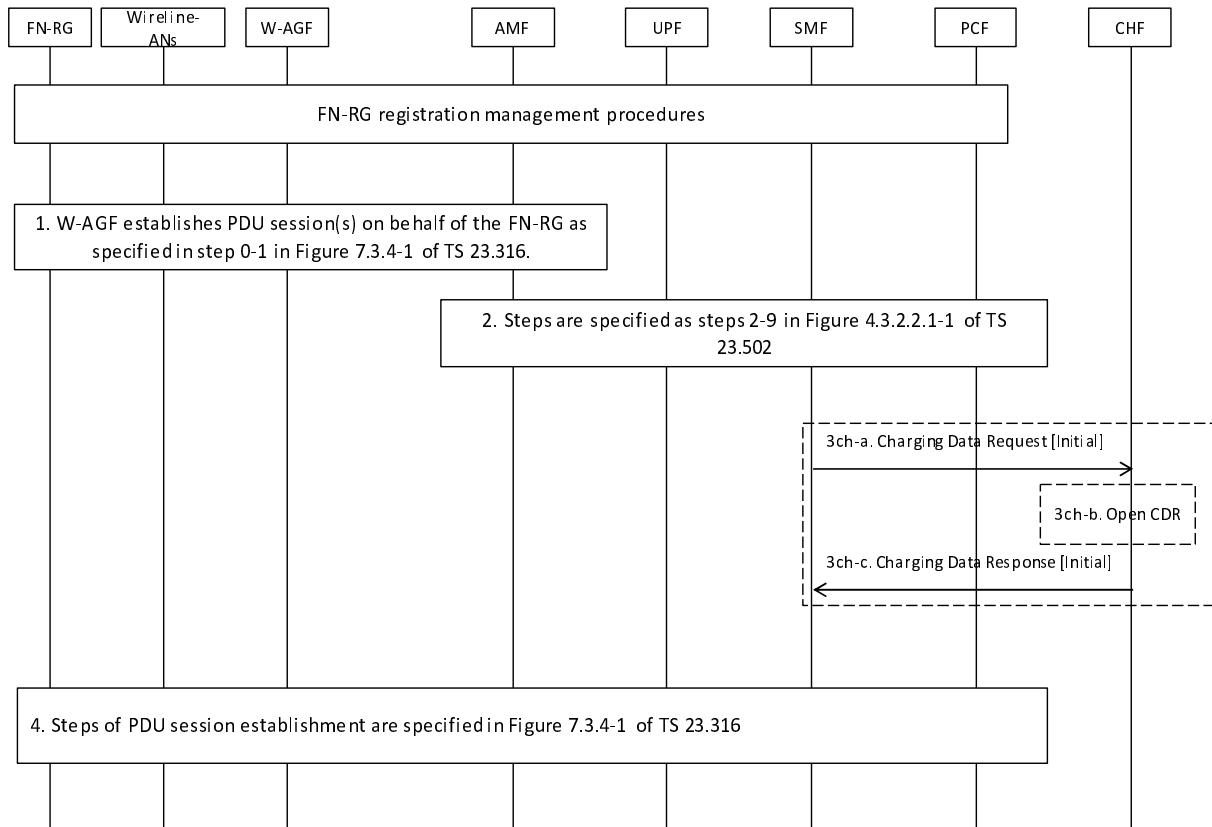 FN-RG
Wireline-
ANs
W-AGF
AMF
UPF
SMF
PCF
CHF
FN-RG registration management procedures
1. W-AGF establishes PDU session(s) on behalf of the FN-RG as
specified in step 0-1 in Figure 7.3.4-1 of TS 23.316.
2. Steps are specified as steps 2-9 in Figure 4.3.2.2.1-1 of TS
23.502
3ch-a. Charging Data Request [Initial]
3ch-b. Open CDR
3ch-c. Charging Data Response [Initial]
4. Steps of PDU session establishment are specified in Figure 7.3.4-1 of TS 23.316